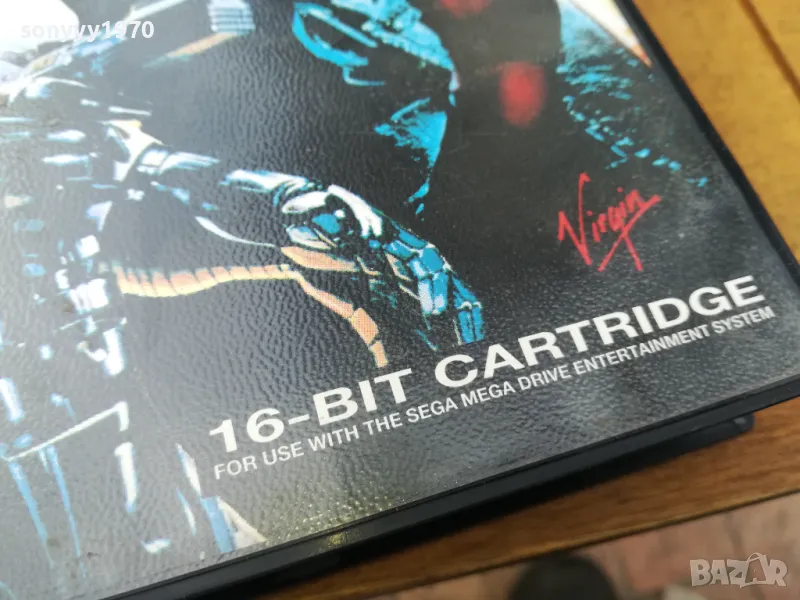 sonyvy1970
Virgin
16-BIT CARTRIDGE
FOR USE WITH THE SEGA MEGA DRIVE ENTERTAINMENT SYSTEM
BAZAR